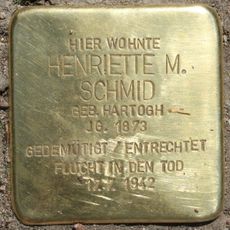 HIER WOHNTE
HENRIETTE M.
SCHMID
GEB. HARTOGH
JG. 1873
GEDEMÜTIGT / ENTRECHTET
FLUCHT IN DEN TOD
1942